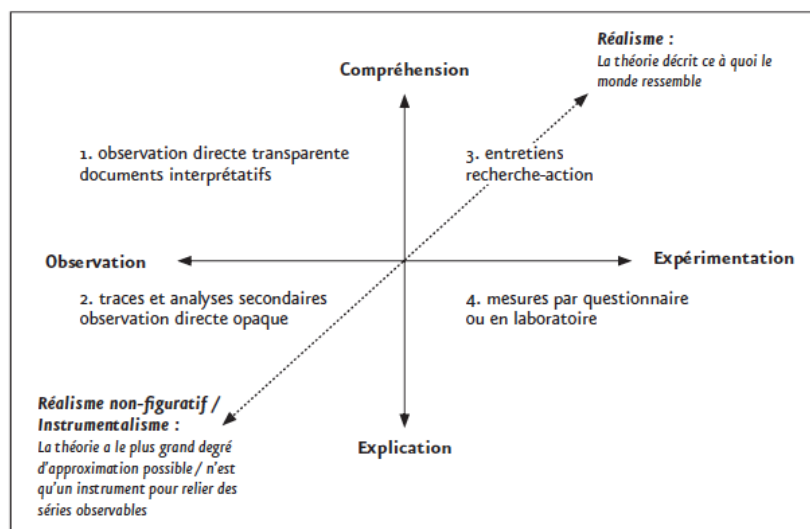 Réalisme :
La théorie décrit ce à quoi le
monde ressemble
Compréhension
1. observation directe transparente
documents interprétatifs
3. entretiens
recherche-action
Observation
Expérimentation
2. traces et analyses secondaires
observation directe opaque
4. mesures par questionnaire
ou en laboratoire
Réalisme non-figuratif /
Instrumentalisme :
La théorie a le plus grand degré
d'approximation possible / n'est
qu'un instrument pour relier des
séries observables
Explication